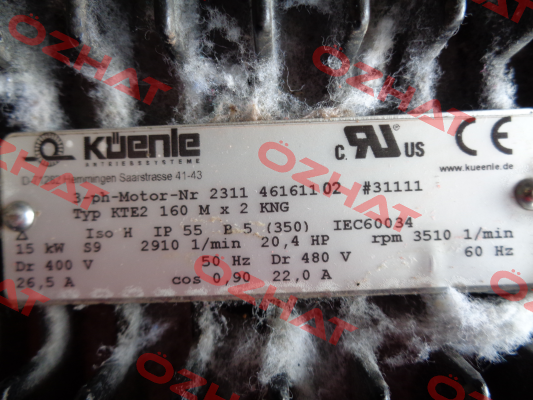 KÜENLE
ANTRIEBSSYSTEME
Hemmingen Saarstrasse 41-43
C. RU US
CE
www.kueenle.de
3-ph-Motor-Nr 2311 46161102 #31111
Typ KTE2 160 M x 2 KNG
Δ Iso H IP 55 B 5 (350) IEC60034
15 kW S9 2910 1/min 20,4 HP rpm 3510 1/min
Dr 400 V 50 Hz Dr 480 V 60 Hz
26,5 A cos 0,90 22,0 A
OZHAT
OZHAT
OZHAT
OZHAT
OZHAT
OZHAT
OZHAT